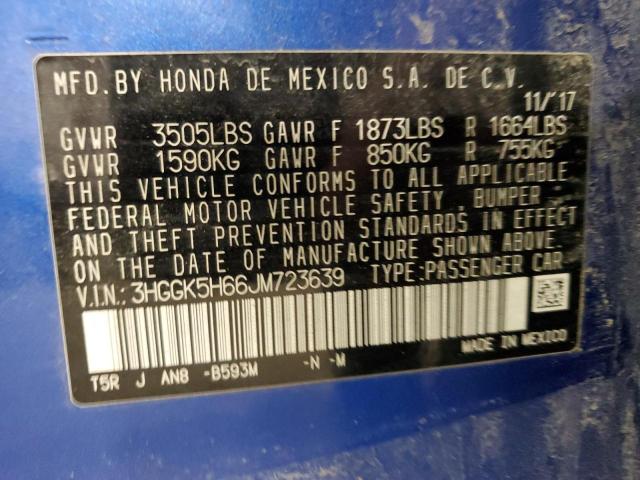 MFD. BY HONDA DE MEXICO S.A. DE C.V.
11/17
GVWR 3505LBS GAWR F 1873LBS R 1664LBS
GVWR 1590KG GAWR F 850KG R 755KG
THIS VEHICLE CONFORMS TO ALL APPLICABLE
FEDERAL MOTOR VEHICLE SAFETY BUMPER
AND THEFT PREVENTION STANDARDS IN EFFECT
ON THE DATE OF MANUFACTURE SHOWN ABOVE.
V.I.N.: 3HGGK5H66JM723639 TYPE:PASSENGER CAR
MADE IN MEXICO
T5R J AN8 -B593M -N -M